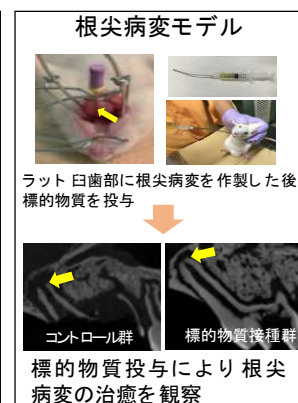 根尖病変モデル
ラット臼歯部に根尖病変を作製した後
標的物質を投与
コントロール群
標的物質接種群
標的物質投与により根尖
病変の治癒を観察